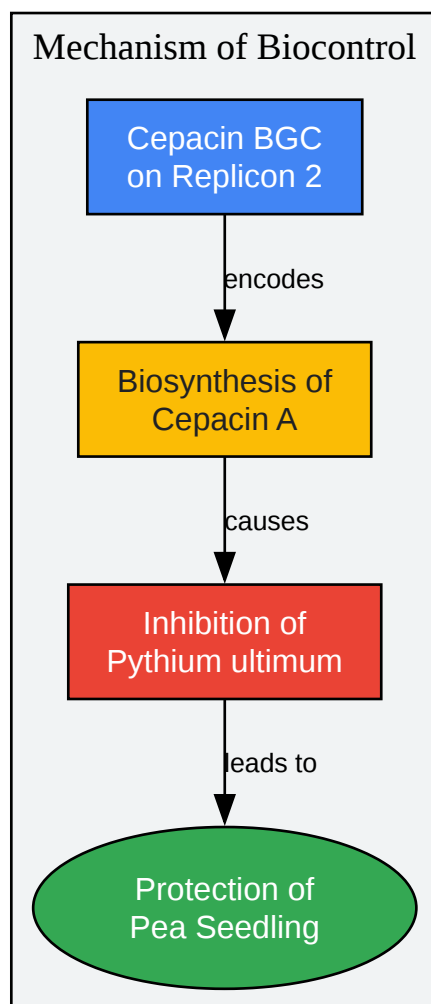 Mechanism of Biocontrol
Cepacin BGC
on Replicon 2
encodes
Biosynthesis of
Cepacin A
causes
Inhibition of
Pythium ultimum
leads to
Protection of
Pea Seedling